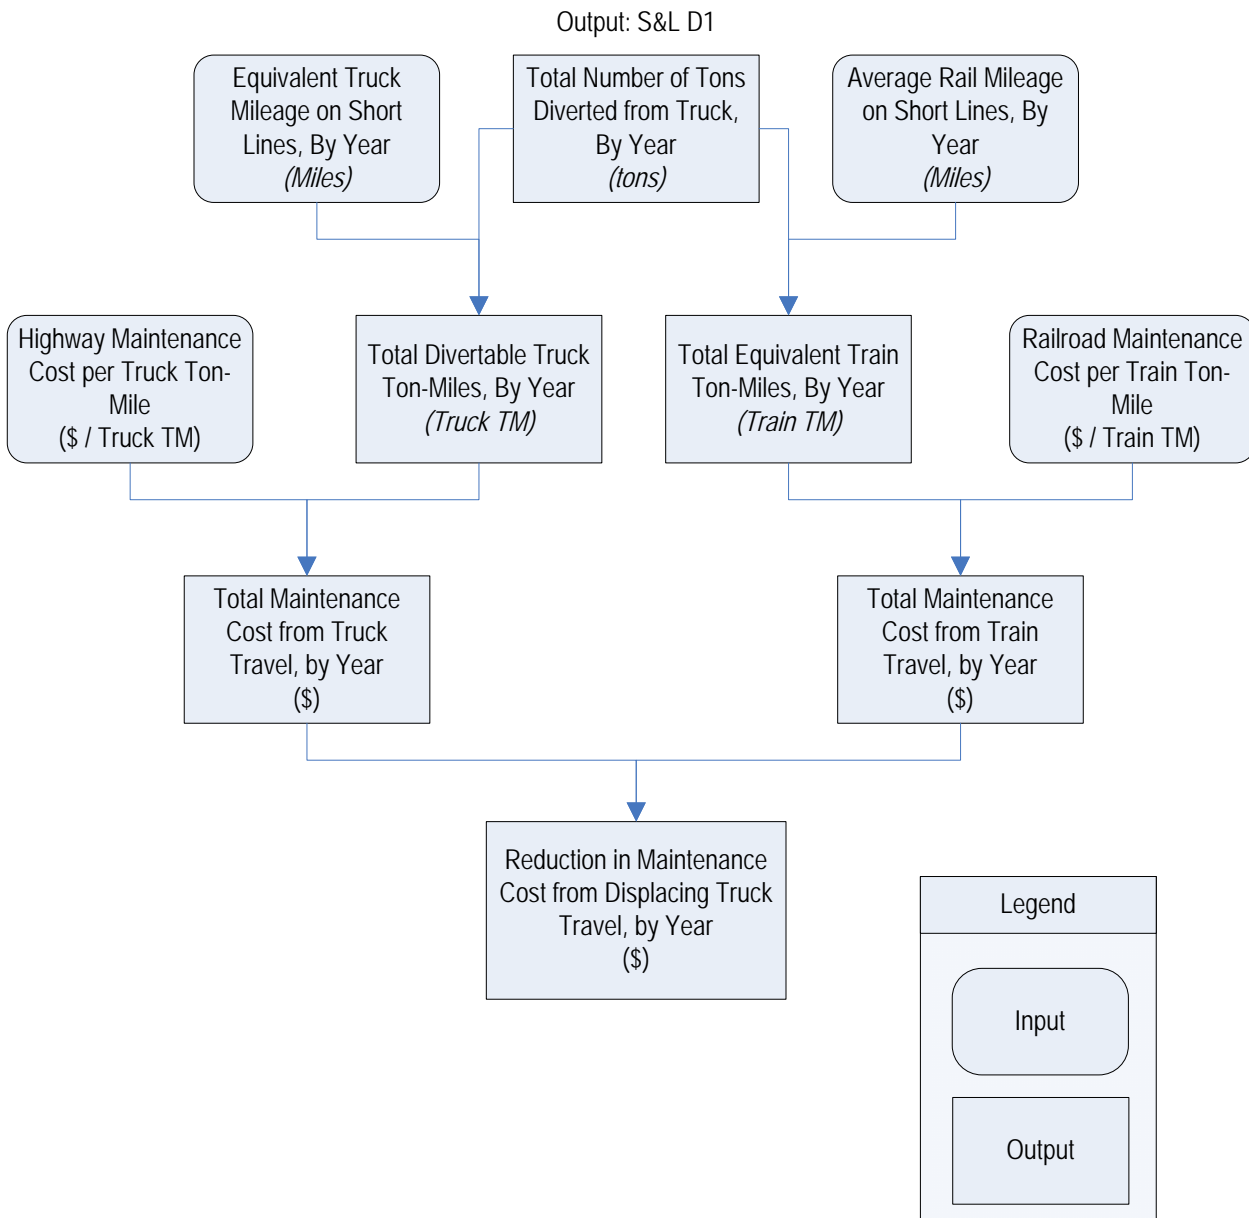 Output: S&L D1
Equivalent Truck
Mileage on Short
Lines, By Year
(Miles)
Total Number of Tons
Diverted from Truck,
By Year
(tons)
Average Rail Mileage
on Short Lines, By
Year
(Miles)
Highway Maintenance
Cost per Truck Ton-
Mile
($ / Truck TM)
Total Divertable Truck
Ton-Miles, By Year
(Truck TM)
Total Equivalent Train
Ton-Miles, By Year
(Train TM)
Railroad Maintenance
Cost per Train Ton-
Mile
($ / Train TM)
Total Maintenance
Cost from Truck
Travel, by Year
($)
Total Maintenance
Cost from Train
Travel, by Year
($)
Reduction in Maintenance
Cost from Displacing Truck
Travel, by Year
($)
Legend
Input
Output